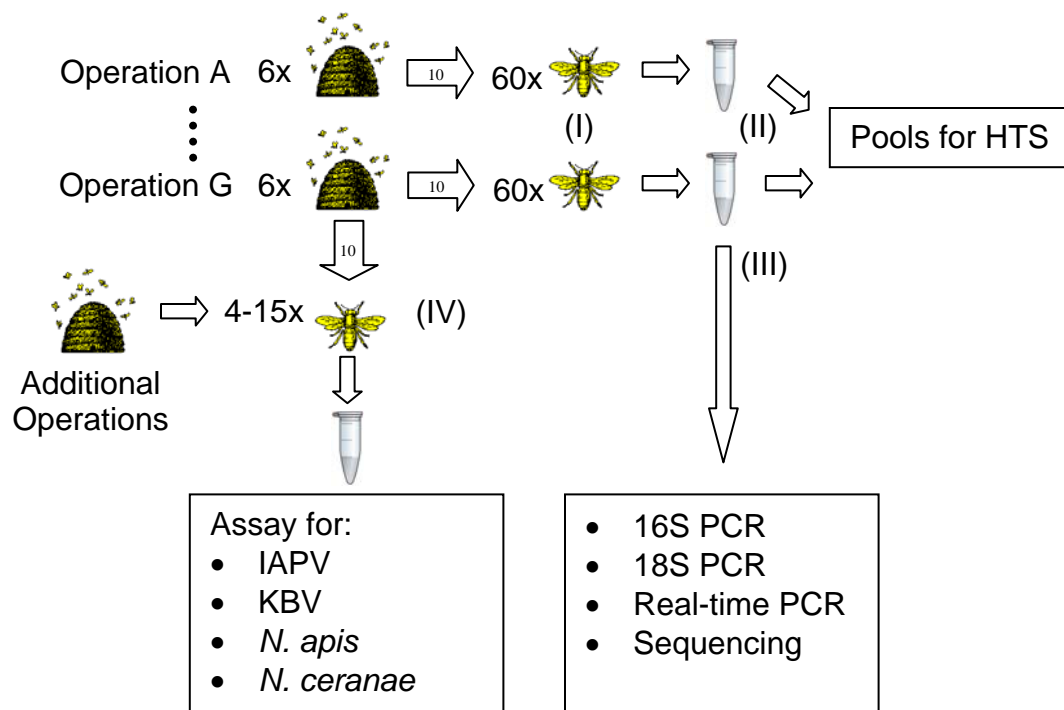 Operation A 6x 10 60x
(I) (II)
Pools for HTS
Operation G 6x 10 60x
10
(III)
4-15x (IV)
Additional
Operations
Assay for:
• IAPV
• KBV
• N. apis
• N. ceranae
• 16S PCR
• 18S PCR
• Real-time PCR
• Sequencing